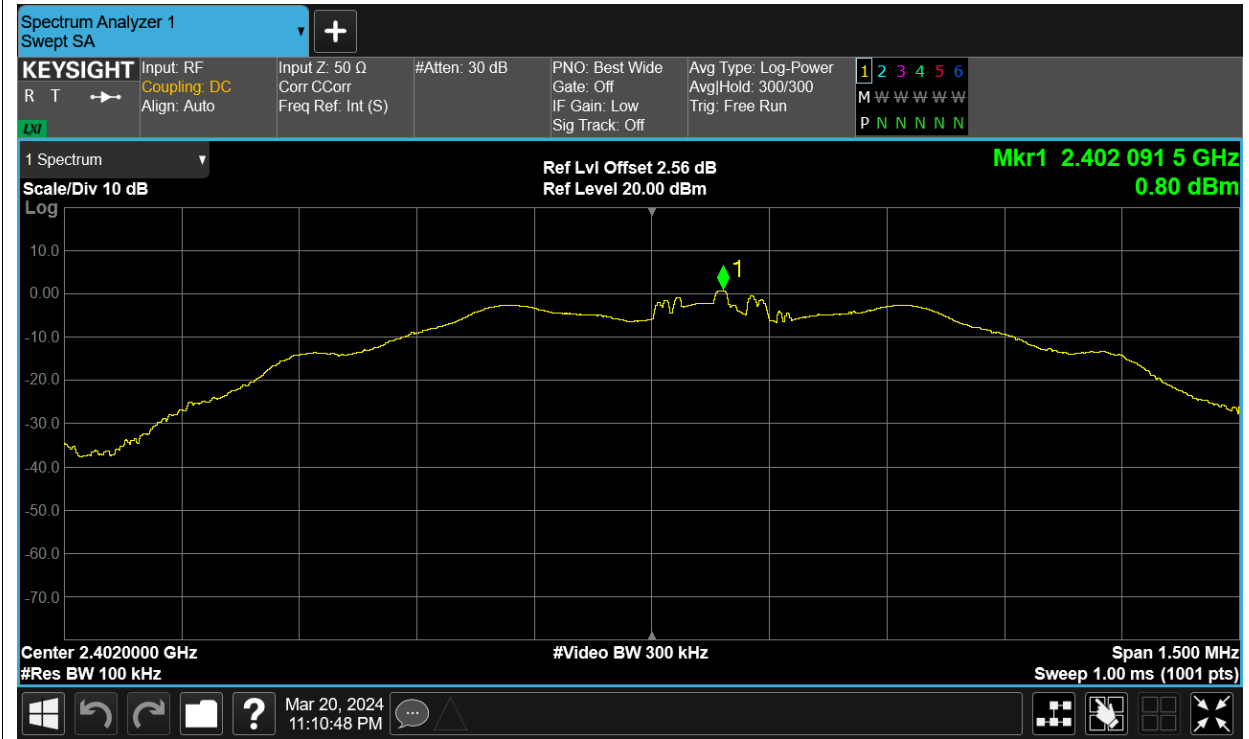 Spectrum Analyzer 1
Swept SA
+
KEYSIGHT
R T
LXI
Input: RF
Coupling: DC
Align: Auto
Input Z: 50 Ω
Corr CCorr
Freq Ref: Int (S)
#Atten: 30 dB
PNO: Best Wide
Gate: Off
IF Gain: Low
Sig Track: Off
Avg Type: Log-Power
Avg|Hold: 300/300
Trig: Free Run
1 2 3 4 5 6
M W W W W W
P N N N N N
1 Spectrum
Scale/Div 10 dB
Log
Ref Lvl Offset 2.56 dB
Ref Level 20.00 dBm
Mkr1 2.402 091 5 GHz
0.80 dBm
1
10.0
0.00
-10.0
-20.0
-30.0
-40.0
-50.0
-60.0
-70.0
Center 2.4020000 GHz
#Res BW 100 kHz
#Video BW 300 kHz
Span 1.500 MHz
Sweep 1.00 ms (1001 pts)
?
Mar 20, 2024
11:10:48 PM